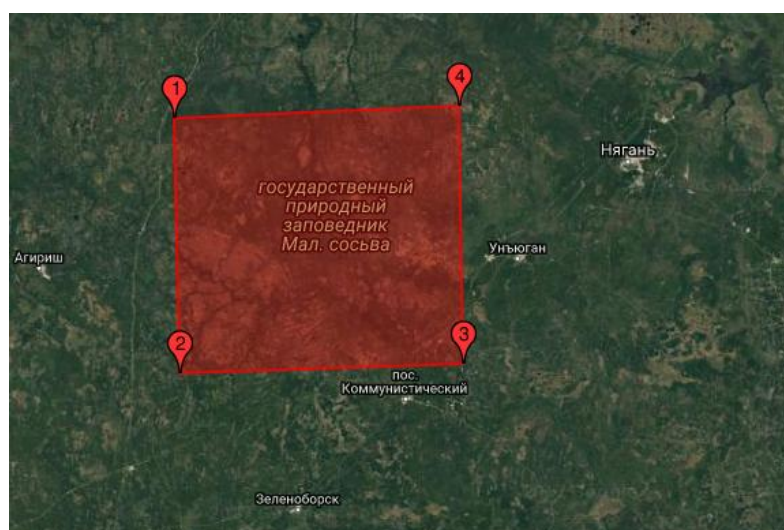 1
4
Нягань
государственный
природный
заповедник
Мал. сосьва
Унъюган
Агириш
2
3
пос.
Коммунистический
Зеленоборск